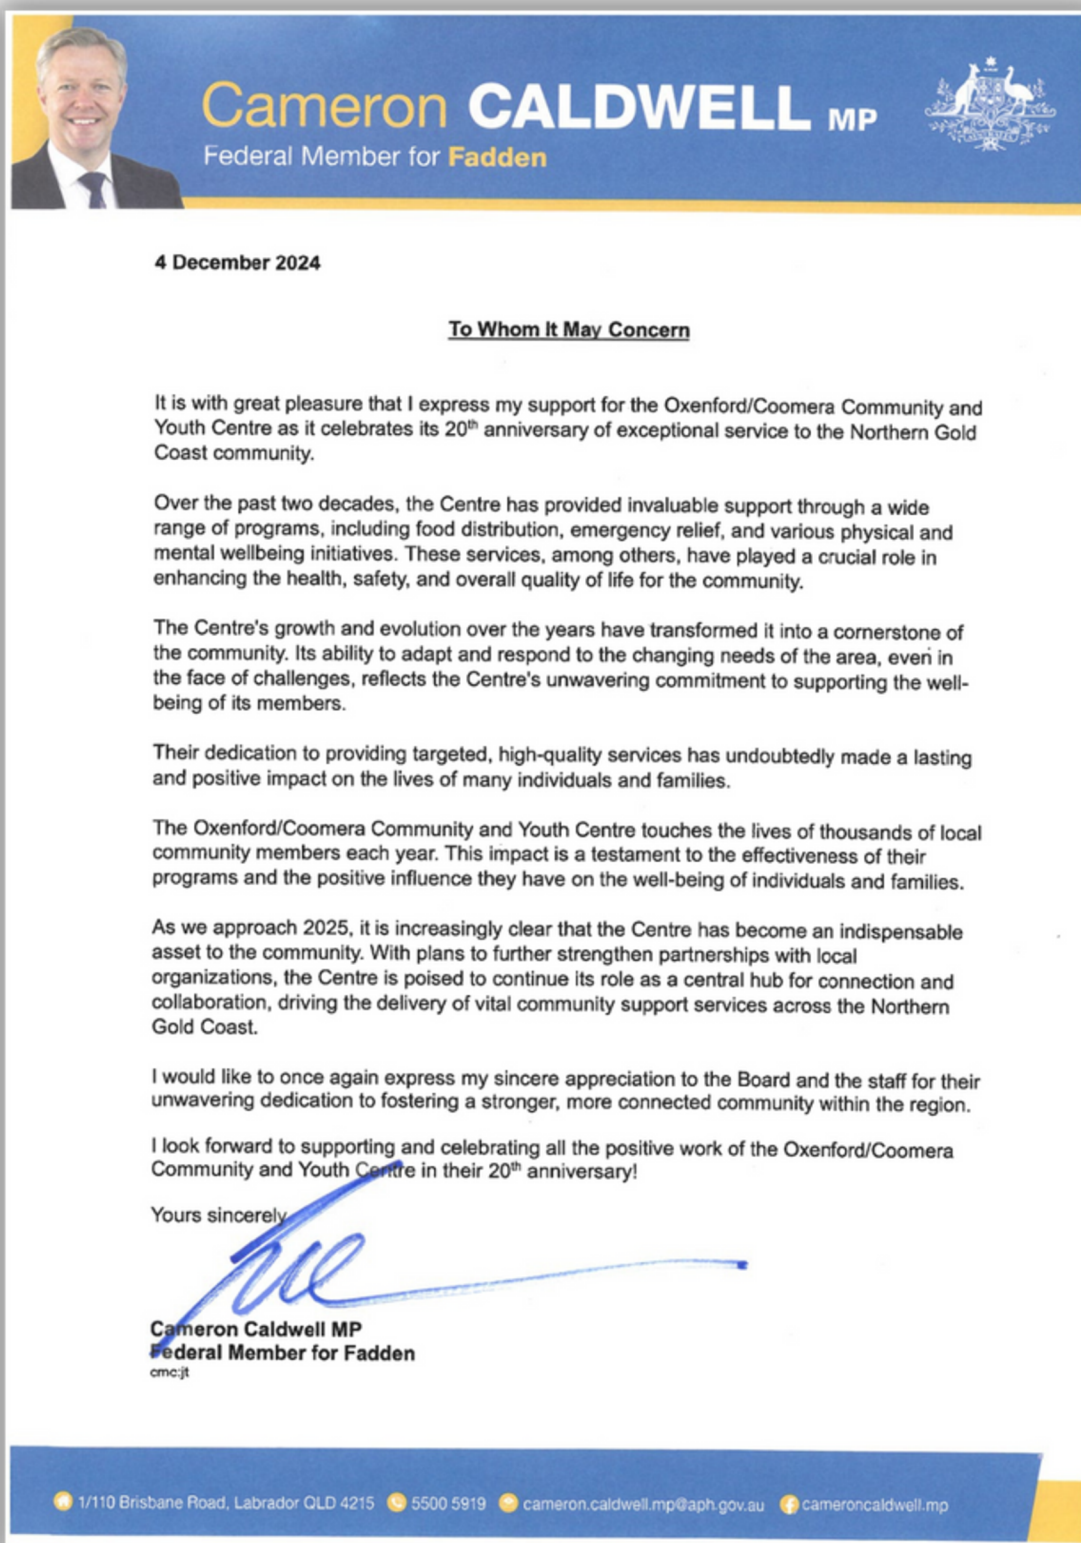 Cameron CALDWELL MP
Federal Member for Fadden
4 December 2024
To Whom It May Concern
It is with great pleasure that I express my support for the Oxenford/Coomera Community and
Youth Centre as it celebrates its 20th anniversary of exceptional service to the Northern Gold
Coast community.
Over the past two decades, the Centre has provided invaluable support through a wide
range of programs, including food distribution, emergency relief, and various physical and
mental wellbeing initiatives. These services, among others, have played a crucial role in
enhancing the health, safety, and overall quality of life for the community.
The Centre's growth and evolution over the years have transformed it into a cornerstone of
the community. Its ability to adapt and respond to the changing needs of the area, even in
the face of challenges, reflects the Centre's unwavering commitment to supporting the well-
being of its members.
Their dedication to providing targeted, high-quality services has undoubtedly made a lasting
and positive impact on the lives of many individuals and families.
The Oxenford/Coomera Community and Youth Centre touches the lives of thousands of local
community members each year. This impact is a testament to the effectiveness of their
programs and the positive influence they have on the well-being of individuals and families.
As we approach 2025, it is increasingly clear that the Centre has become an indispensable
asset to the community. With plans to further strengthen partnerships with local
organizations, the Centre is poised to continue its role as a central hub for connection and
collaboration, driving the delivery of vital community support services across the Northern
Gold Coast.
I would like to once again express my sincere appreciation to the Board and the staff for their
unwavering dedication to fostering a stronger, more connected community within the region.
I look forward to supporting and celebrating all the positive work of the Oxenford/Coomera
Community and Youth Centre in their 20th anniversary!
Yours sincerely
Cameron Caldwell MP
Federal Member for Fadden
cmc:jt
1/110 Brisbane Road, Labrador QLD 4215 5500 5919 cameron.caldwell.mp@aph.gov.au cameroncaldwell.mp